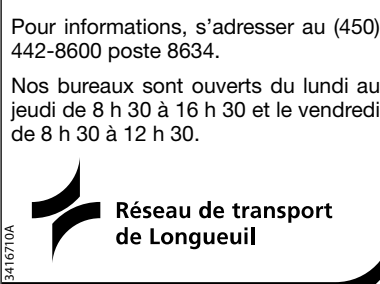 Pour informations, s’adresser au (450)
442-8600 poste 8634.
Nos bureaux sont ouverts du lundi au
jeudi de 8 h 30 à 16 h 30 et le vendredi
de 8 h 30 à 12 h 30.
Réseau de transport
de Longueuil
3416710A